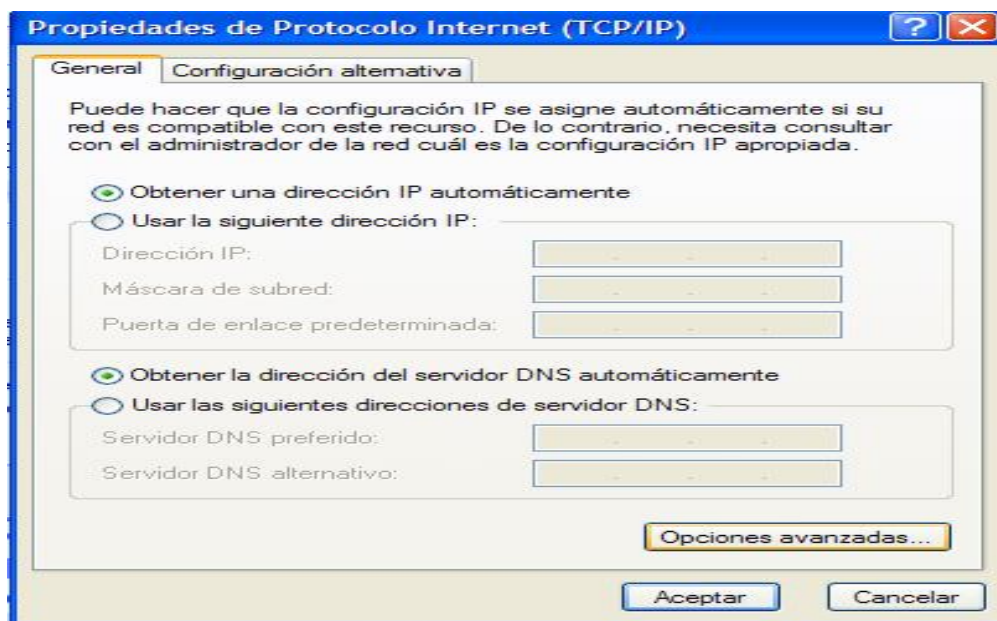 Propiedades de Protocolo Internet (TCP/IP)
General
Configuración alternativa
Puede hacer que la configuración IP se asigne automáticamente si su
red es compatible con este recurso. De lo contrario, necesita consultar
con el administrador de la red cuál es la configuración IP apropiada.
Obtener una dirección IP automáticamente
Usar la siguiente dirección IP:
Dirección IP:
Máscara de subred:
Puerta de enlace predeterminada:
Obtener la dirección del servidor DNS automáticamente
Usar las siguientes direcciones de servidor DNS:
Servidor DNS preferido:
Servidor DNS alternativo:
Opciones avanzadas...
Aceptar
Cancelar